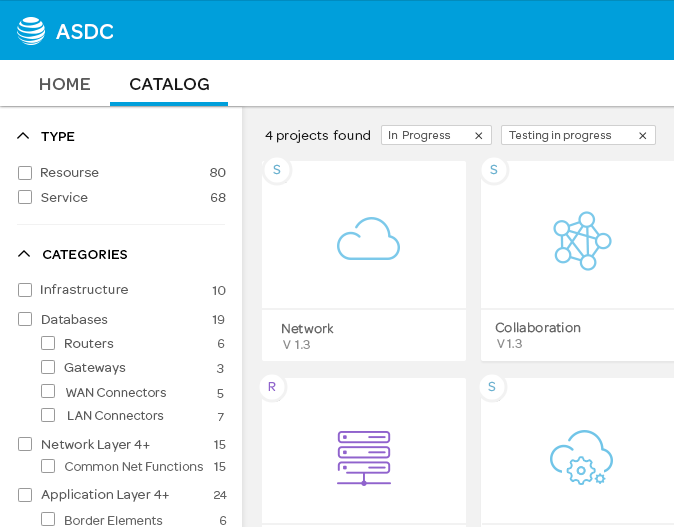 ASDC
HOME CATALOG
TYPE
Resourse 80
Service 68
CATEGORIES
Infrastructure 10
Databases 19
Routers 6
Gateways 3
WAN Connectors 5
LAN Connectors 7
Network Layer 4+ 15
Common Net Functions 15
Application Layer 4+ 24
Border Elements 6
4 projects found In Progress × Testing in progress ×
S
Network
V 1.3
S
Collaboration
V1.3
R
S